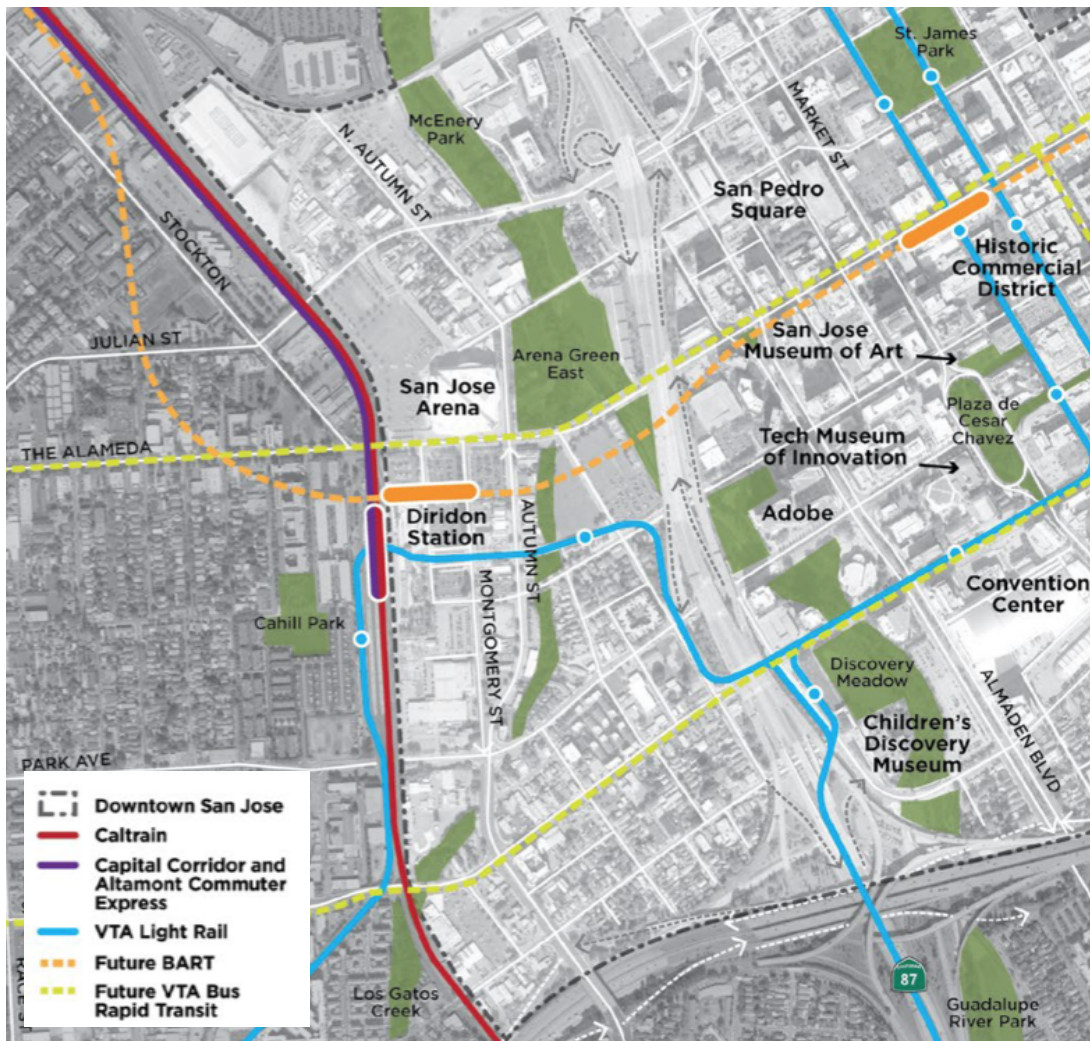 St. James
Park
McEnery
Park
MARKET ST
N. AUTUMN ST
San Pedro
Square
STOCKTON
Historic
Commercial
District
JULIAN ST
San Jose
Museum of Art
Arena Green
East
San Jose
Arena
Plaza de
Cesar
Chavez
THE ALAMEDA
Tech Museum
of Innovation
Diridon
Station
Adobe
AUTUMN ST
MONTGOMERY ST
Convention
Center
Cahill Park
Discovery
Meadow
ALMADEN BLVD
Children's
Discovery
Museum
PARK AVE
Downtown San Jose
Caltrain
Capital Corridor and
Altamont Commuter
Express
VTA Light Rail
Future BART
Future VTA Bus
Rapid Transit
87
Los Gatos
Creek
Guadalupe
River Park